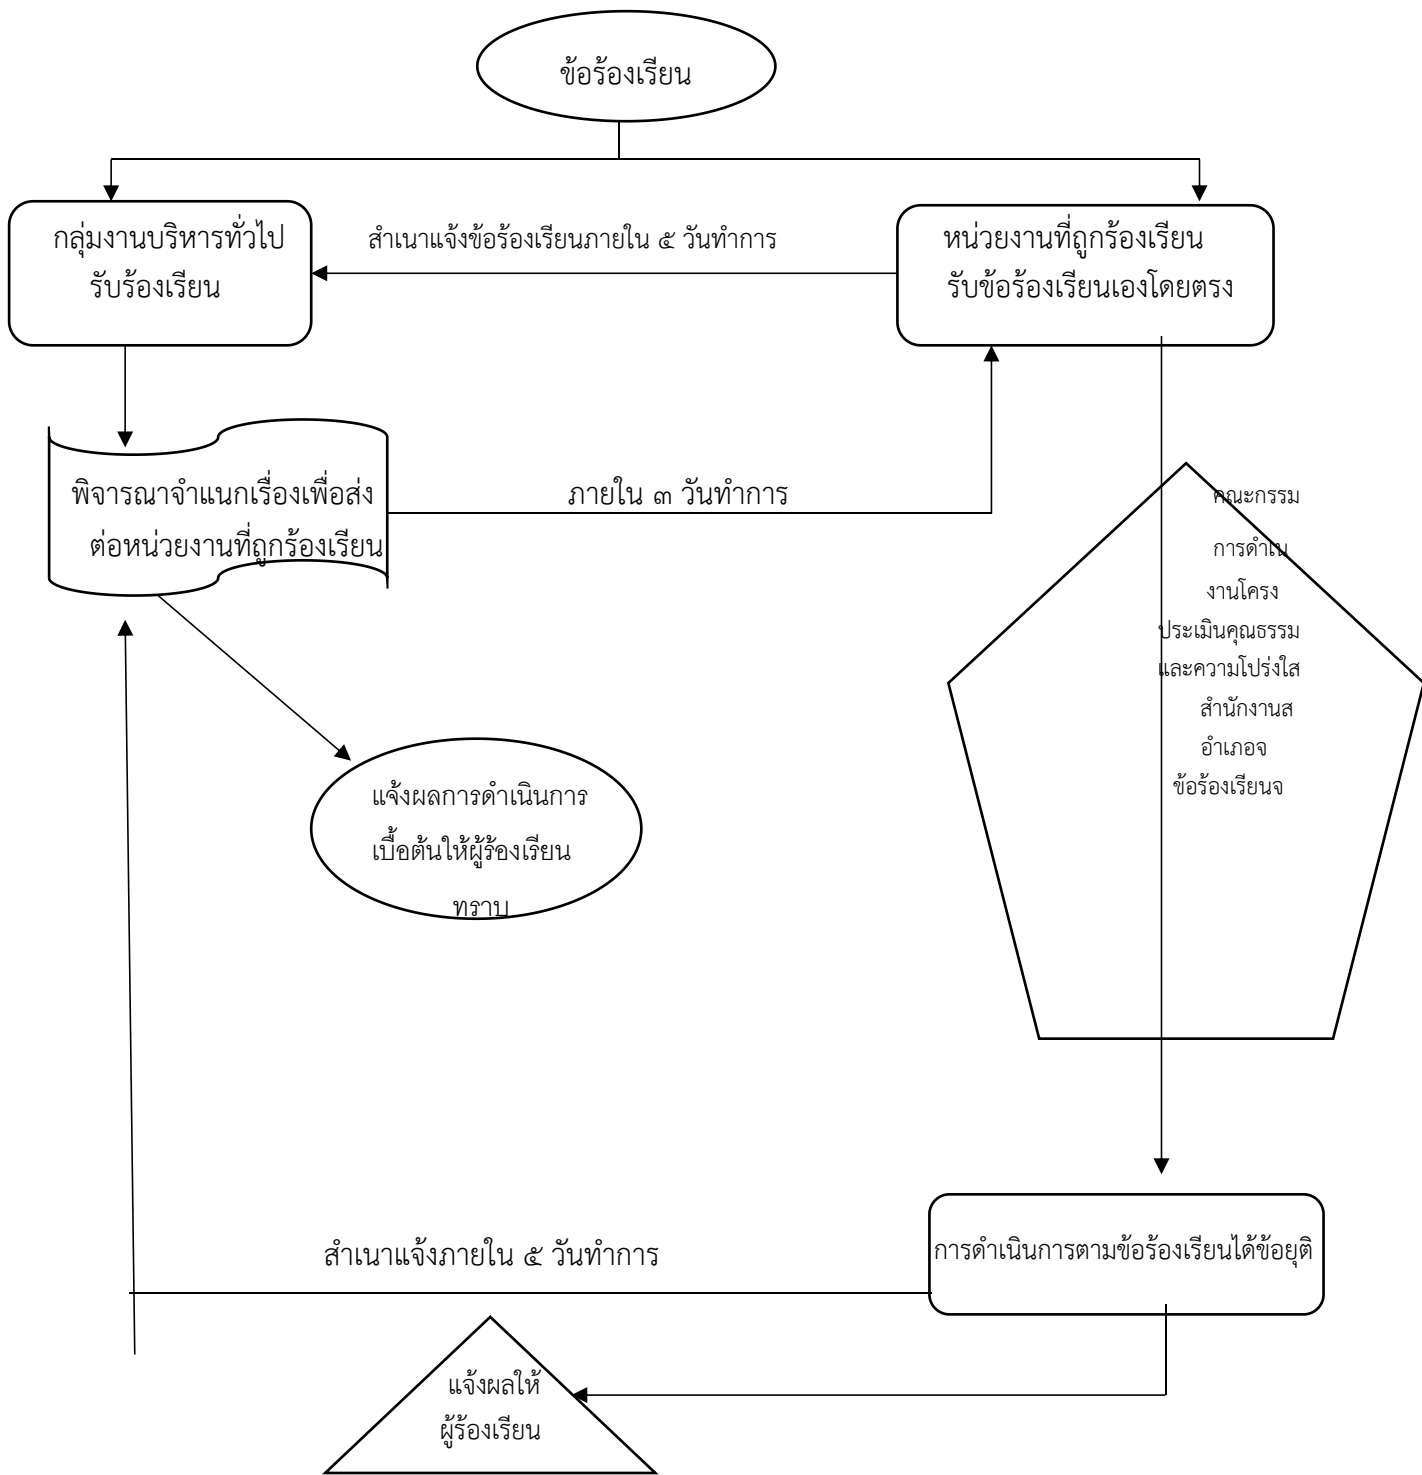 ข้อร้องเรียน
กลุ่มงานบริหารทั่วไป
รับร้องเรียน
สำเนาแจ้งข้อร้องเรียนภายใน ๕ วันทำการ
หน่วยงานที่ถูกร้องเรียน
รับข้อร้องเรียนเองโดยตรง
พิจารณาจำแนกเรื่องเพื่อส่ง
ต่อหน่วยงานที่ถูกร้องเรียน
ภายใน ๓ วันทำการ
คณะกรรม
การดำเน
งานโครง
ประเมินคุณธรรม
และความโปร่งใส
สำนักงานส
อำเภอจ
ข้อร้องเรียนจ
แจ้งผลการดำเนินการ
เบื้อต้นให้ผู้ร้องเรียน
ทราบ
การดำเนินการตามข้อร้องเรียนได้ข้อยุติ
สำเนาแจ้งภายใน ๕ วันทำการ
แจ้งผลให้
ผู้ร้องเรียน